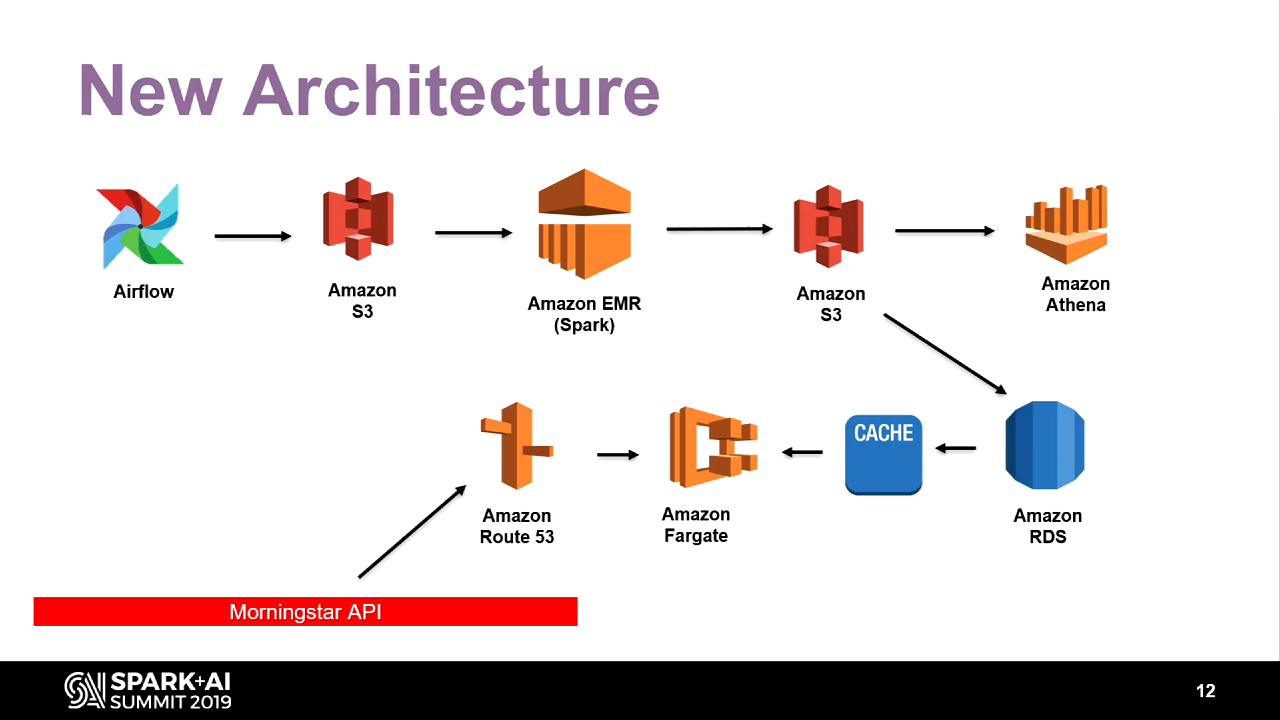 New Architecture
Airflow
Amazon
S3
Amazon EMR
(Spark)
Amazon
S3
Amazon
Athena
CACHE
Amazon
Route 53
Amazon
Fargate
Amazon
RDS
Morningstar API
SPARK+AI
SUMMIT 2019
12